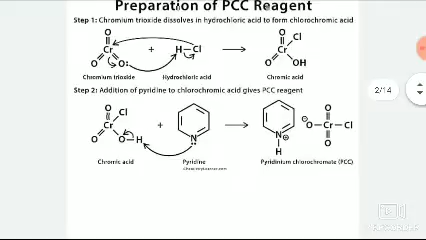 Preparation of PCC Reagent
Step 1: Chromium trioxide dissolves in hydrochloric acid to form chlorochromic acid
O
Cr
O
O:
+
H—Cl
O
Cl
Cr
O
OH
Chromium trioxide
Hydrochloric acid
Chromic acid
Step 2: Addition of pyridine to chlorochromic acid gives PCC reagent
2/14
O
Cl
Cr
O
O—H
+
N
N
H
O
O—Cr—Cl
O
Chromic acid
Pyridine
Pyridinium chlorochromate (PCC)